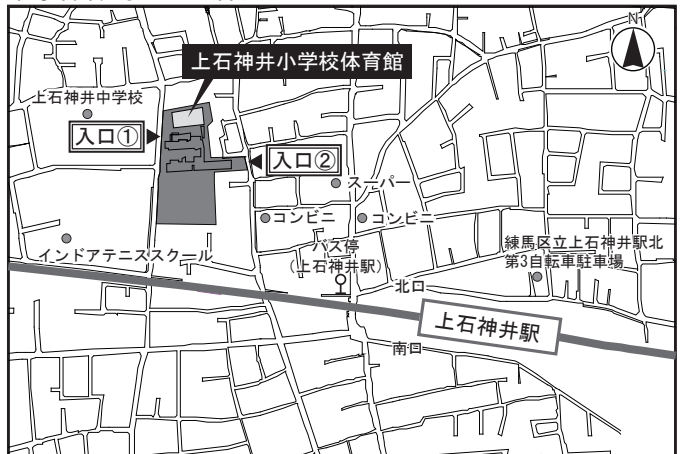 N
上石神井小学校体育館
上石神井中学校
入口①
入口②
スーパー
コンビニ
コンビニ
インドアテニススクール
バス停
(上石神井駅)
練馬区立上石神井駅北
第3自転車駐車場
北口
上石神井駅
南口